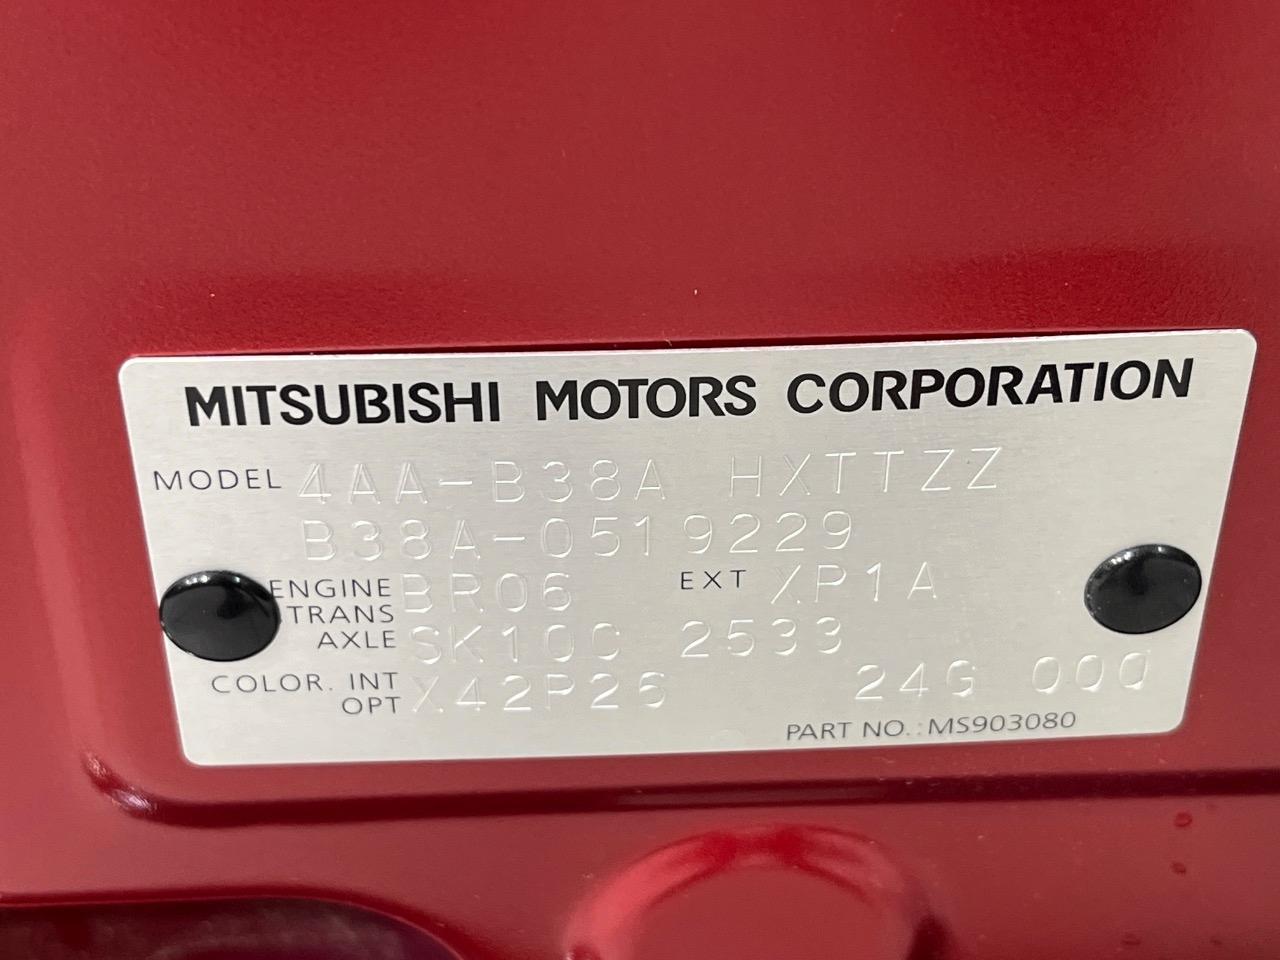 MITSUBISHI MOTORS CORPORATION
MODEL 4AA-B38A HXTTZZ
B38A-0519229
ENGINE BR06 EXT XP1A
TRANS
AXLE SK10C 2533
COLOR. INT X42P26 24G 000
OPT
PART NO.:MS903080